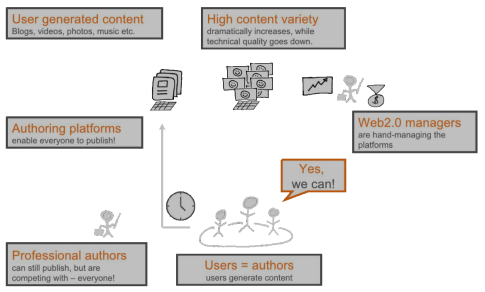 User generated content
Blogs, videos, photos, music etc.
High content variety
dramatically increases, while
technical quality goes down.
Authoring platforms
enable everyone to publish!
Web2.0 managers
are hand-managing the
platforms
Yes,
we can!
Professional authors
can still publish, but are
competing with – everyone!
Users = authors
users generate content